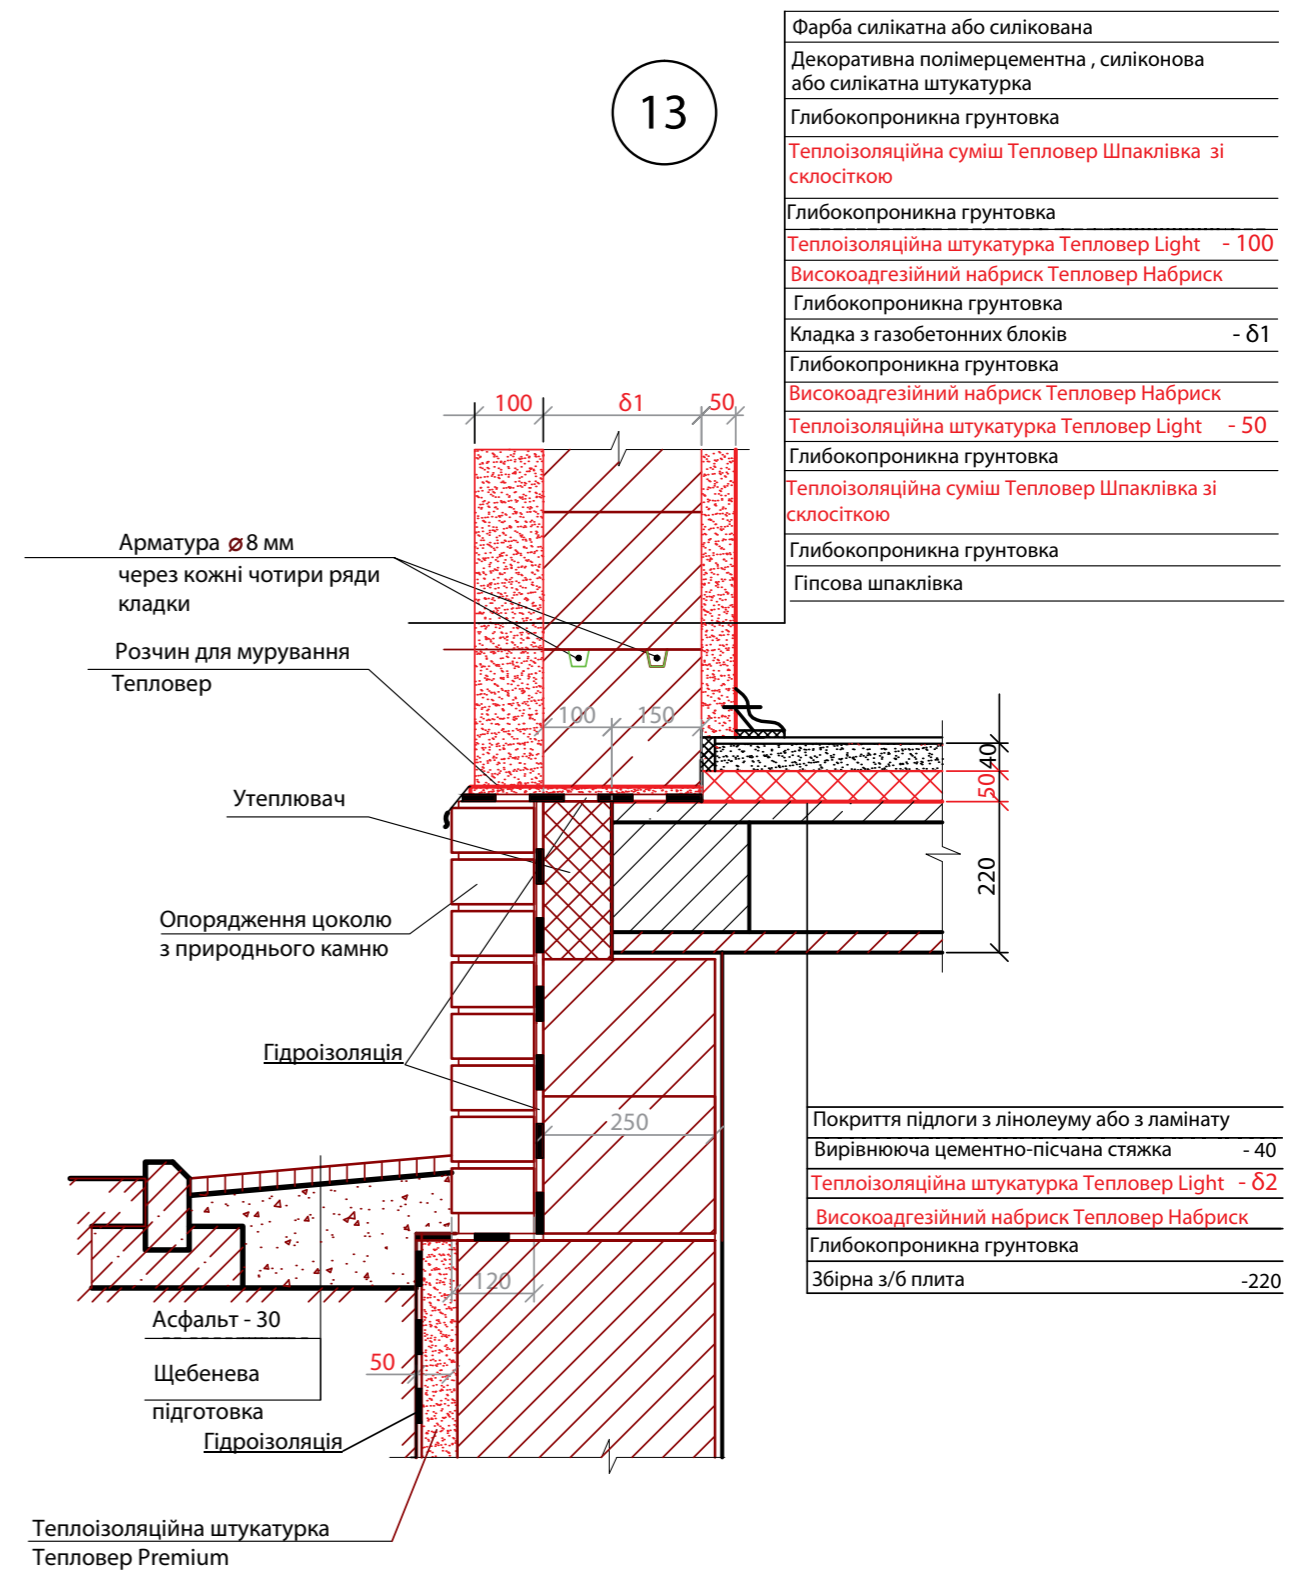 13
Фарба силікатна або силікована
Декоративна полімерцементна , силіконова
або силікатна штукатурка
Глибокопроникна грунтовка
Теплоізоляційна суміш Тепловер Шпаклівка зі
склосіткою
Глибокопроникна грунтовка
Теплоізоляційна штукатурка Тепловер Light - 100
Високоадгезійний набриск Тепловер Набриск
Глибокопроникна грунтовка
Кладка з газобетонних блоків - δ1
Глибокопроникна грунтовка
Високоадгезійний набриск Тепловер Набриск
Теплоізоляційна штукатурка Тепловер Light - 50
Глибокопроникна грунтовка
Теплоізоляційна суміш Тепловер Шпаклівка зі
склосіткою
Глибокопроникна грунтовка
Гіпсова шпаклівка
100 δ1 50
Арматура ø8 мм
через кожні чотири ряди
кладки
Розчин для мурування
Тепловер
100 150
40
50
220
Утеплювач
Опорядження цоколю
з природнього камню
Гідроізоляція
250
Покриття підлоги з лінолеуму або з ламінату
Вирівнююча цементно-пісчана стяжка - 40
Теплоізоляційна штукатурка Тепловер Light - δ2
Високоадгезійний набриск Тепловер Набриск
Глибокопроникна грунтовка
Збірна з/б плита -220
120
Асфальт - 30
Щебенева
підготовка
50
Гідроізоляція
Теплоізоляційна штукатурка
Тепловер Premium